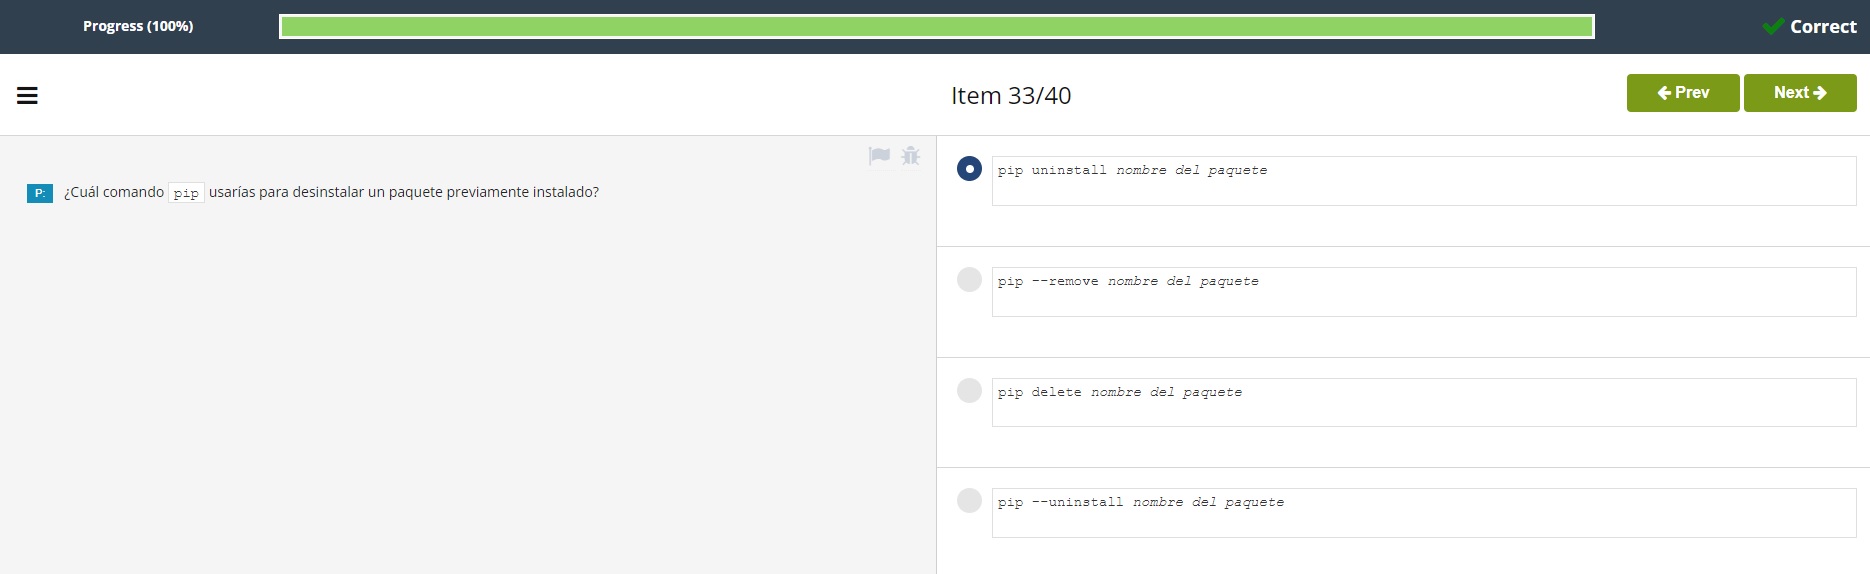 Progress (100%)
Correct
Item 33/40
Prev
Next
P: ¿Cuál comando pip usarías para desinstalar un paquete previamente instalado?
pip uninstall nombre del paquete
pip --remove nombre del paquete
pip delete nombre del paquete
pip --uninstall nombre del paquete